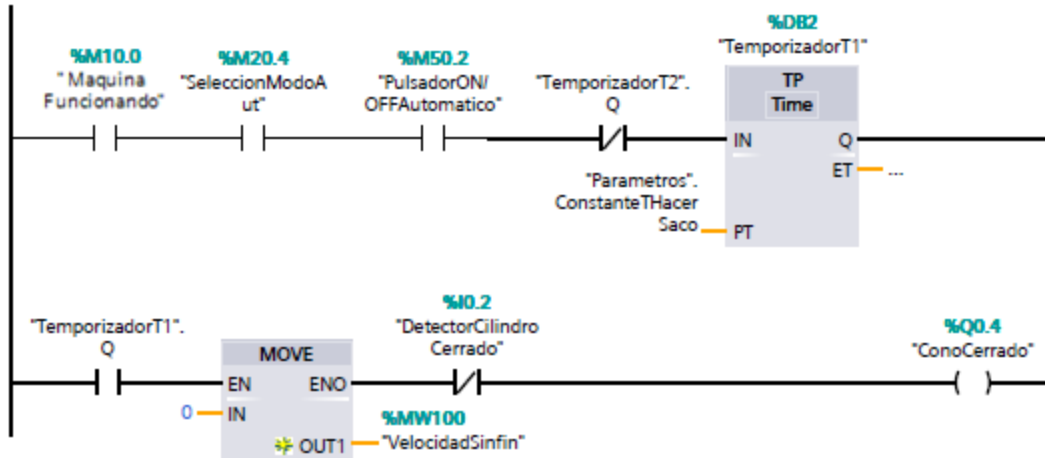 %DB2
"TemporizadorT1"
%M10.0
"Maquina
Funcionando"
%M20.4
"SeleccionModoA
ut"
%M50.2
"PulsadorON/
OFFAutomatico"
"TemporizadorT2".
Q
TP
Time
IN
Q
ET
...
"Parametros".
ConstanteTHacer
Saco
PT
"TemporizadorT1".
Q
MOVE
EN
ENO
0
IN
OUT1
%MW100
"VelocidadSinfin"
%I0.2
"DetectorCilindro
Cerrado"
%Q0.4
"ConoCerrado"